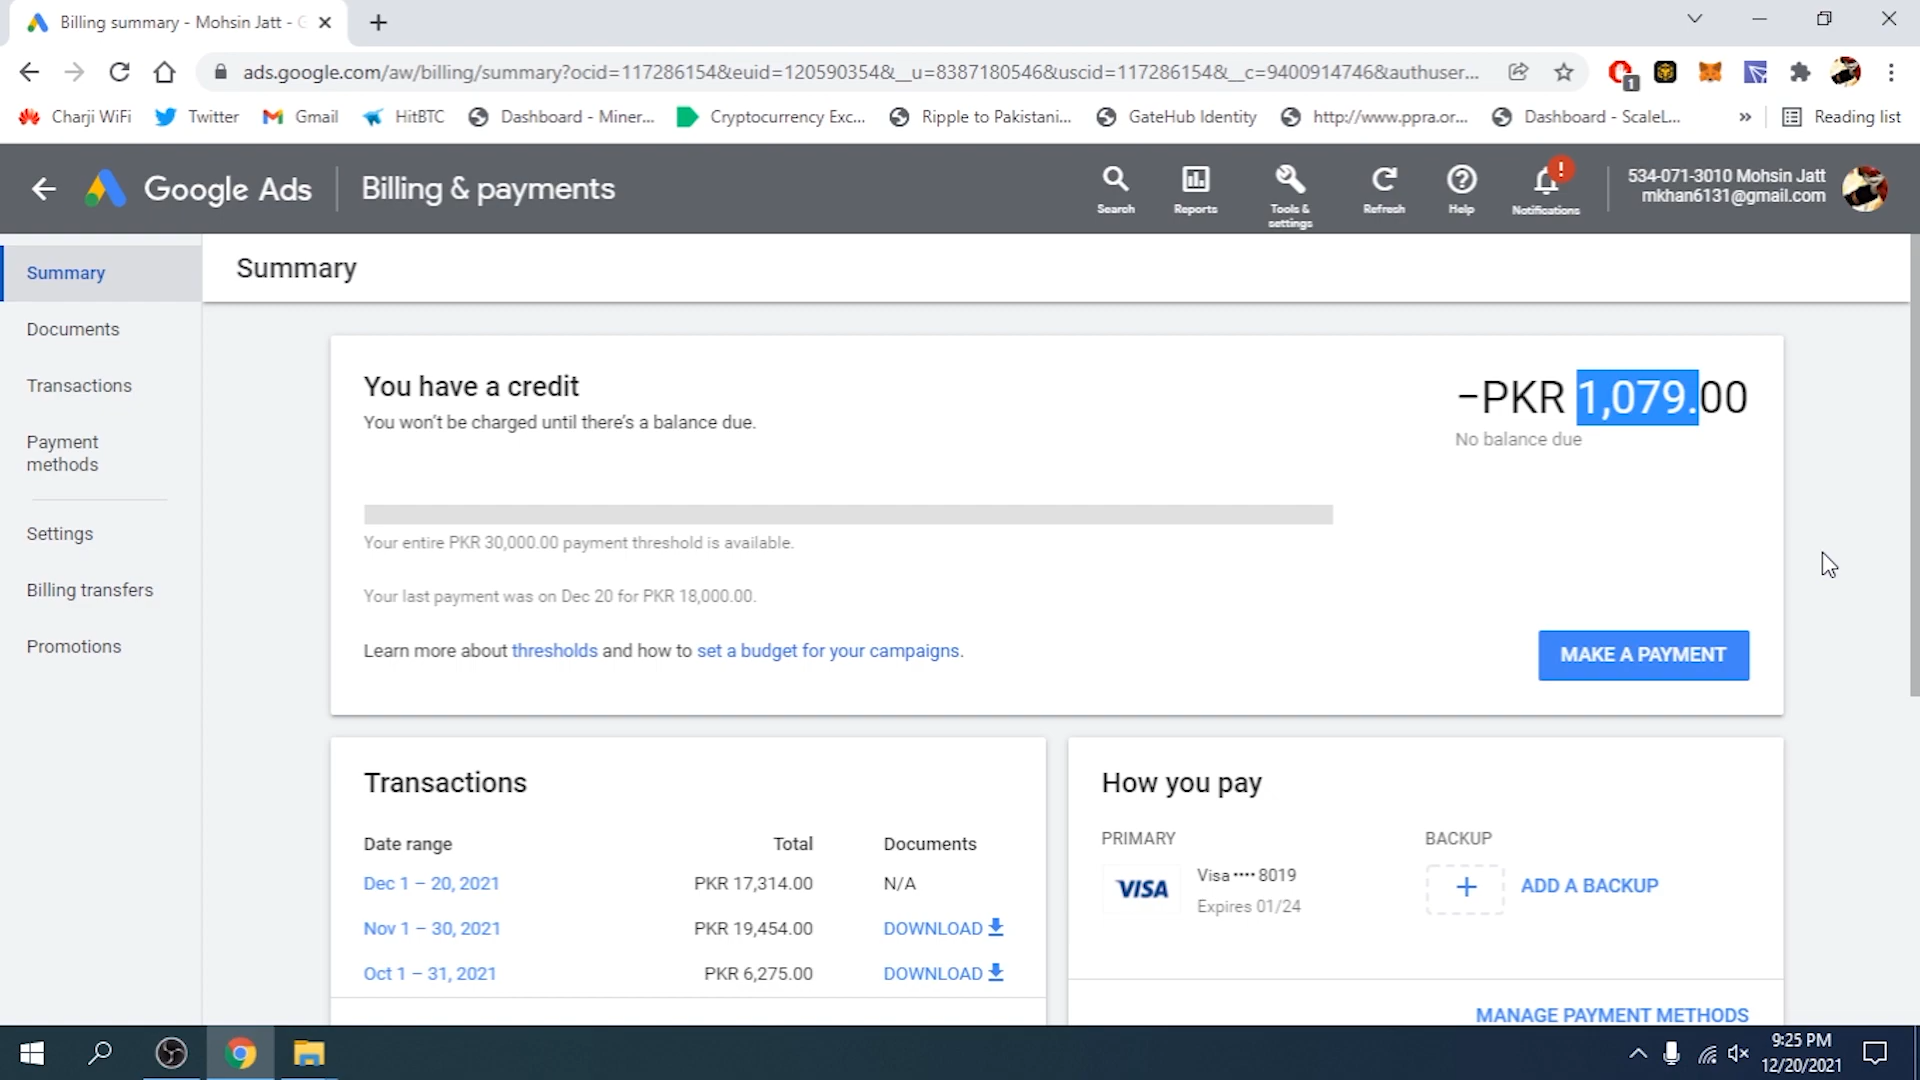 Billing summary - Mohsin Jatt - G
ads.google.com/aw/billing/summary?ocid=117286154&euid=120590354&__u=8387180546&uscid=117286154&__c=9400914746&authuser...
1
Charji WiFi Twitter Gmail HitBTC Dashboard - Miner... Cryptocurrency Exc... Ripple to Pakistani... GateHub Identity http://www.ppra.or... Dashboard - ScaleL... » Reading list
Google Ads Billing & payments
Search Reports Tools & settings Refresh Help Notifications
534-071-3010 Mohsin Jatt
mkhan6131@gmail.com
Summary
Documents
Transactions
Payment
methods
Settings
Billing transfers
Promotions
Summary
You have a credit
You won't be charged until there's a balance due.
−PKR 1,079.00
No balance due
Your entire PKR 30,000.00 payment threshold is available.
Your last payment was on Dec 20 for PKR 18,000.00.
Learn more about thresholds and how to set a budget for your campaigns.
MAKE A PAYMENT
Transactions
Date range Total Documents
Dec 1 – 20, 2021 PKR 17,314.00 N/A
Nov 1 – 30, 2021 PKR 19,454.00 DOWNLOAD
Oct 1 – 31, 2021 PKR 6,275.00 DOWNLOAD
How you pay
PRIMARY
VISA
Visa •••• 8019
Expires 01/24
BACKUP
ADD A BACKUP
MANAGE PAYMENT METHODS
9:25 PM
12/20/2021